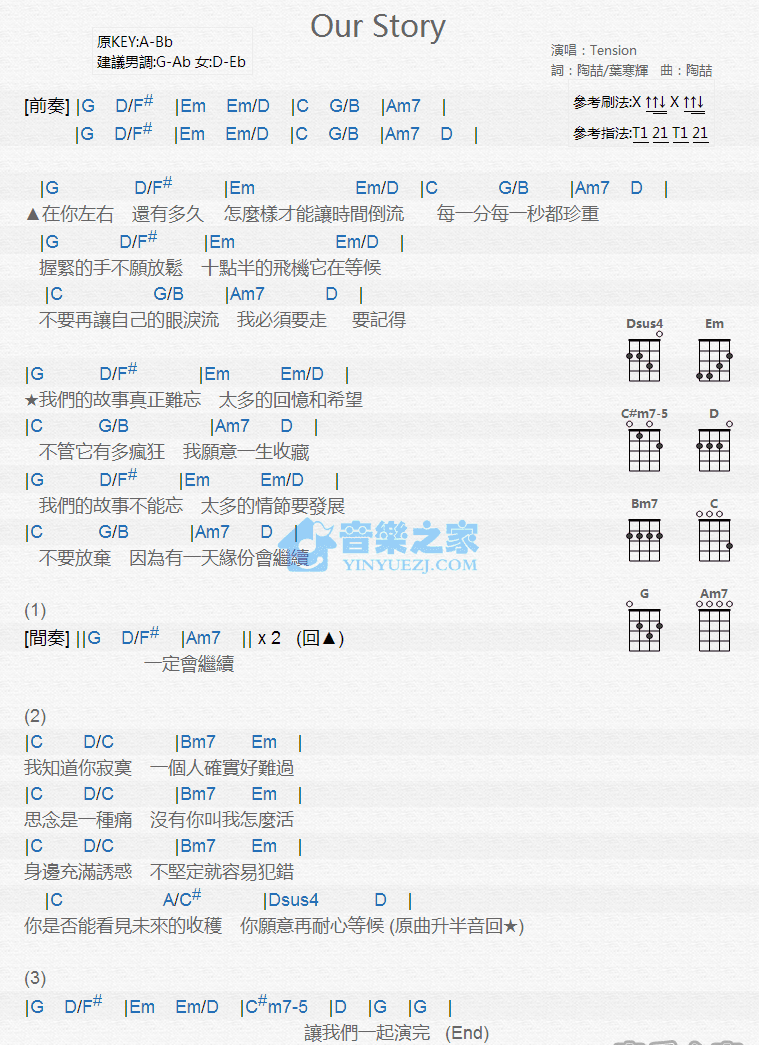 Our Story
原KEY:A-Bb
建議男調:G-Ab 女:D-Eb
演唱：Tension
詞：陶喆/葉寒輝 曲：陶喆
參考刷法:X ↑↑↓ X ↑↑↓
參考指法:T1 21 T1 21
[前奏] |G D/F# |Em Em/D |C G/B |Am7 |
|G D/F# |Em Em/D |C G/B |Am7 D |
|G D/F# |Em Em/D |C G/B |Am7 D |
▲在你左右 還有多久 怎麼樣才能讓時間倒流 每一分每一秒都珍重
|G D/F# |Em Em/D |
握緊的手不願放鬆 十點半的飛機它在等候
|C G/B |Am7 D |
不要再讓自己的眼淚流 我必須要走 要記得
|G D/F# |Em Em/D |
★我們的故事真正難忘 太多的回憶和希望
|C G/B |Am7 D |
不管它有多瘋狂 我願意一生收藏
|G D/F# |Em Em/D |
我們的故事不能忘 太多的情節要發展
|C G/B |Am7 D |
不要放棄 因為有一天緣份會繼續
音樂之家
YINYUEZJ.COM
Dsus4 Em
C#m7-5 D
Bm7 C
G Am7
(1)
[間奏] ||G D/F# |Am7 || x 2 (回▲)
一定會繼續
(2)
|C D/C |Bm7 Em |
我知道你寂寞 一個人確實好難過
|C D/C |Bm7 Em |
思念是一種痛 沒有你叫我怎麼活
|C D/C |Bm7 Em |
身邊充滿誘惑 不堅定就容易犯錯
|C A/C# |Dsus4 D |
你是否能看見未來的收穫 你願意再耐心等候 (原曲升半音回★)
(3)
|G D/F# |Em Em/D |C#m7-5 |D |G |G |
讓我們一起演完 (End)